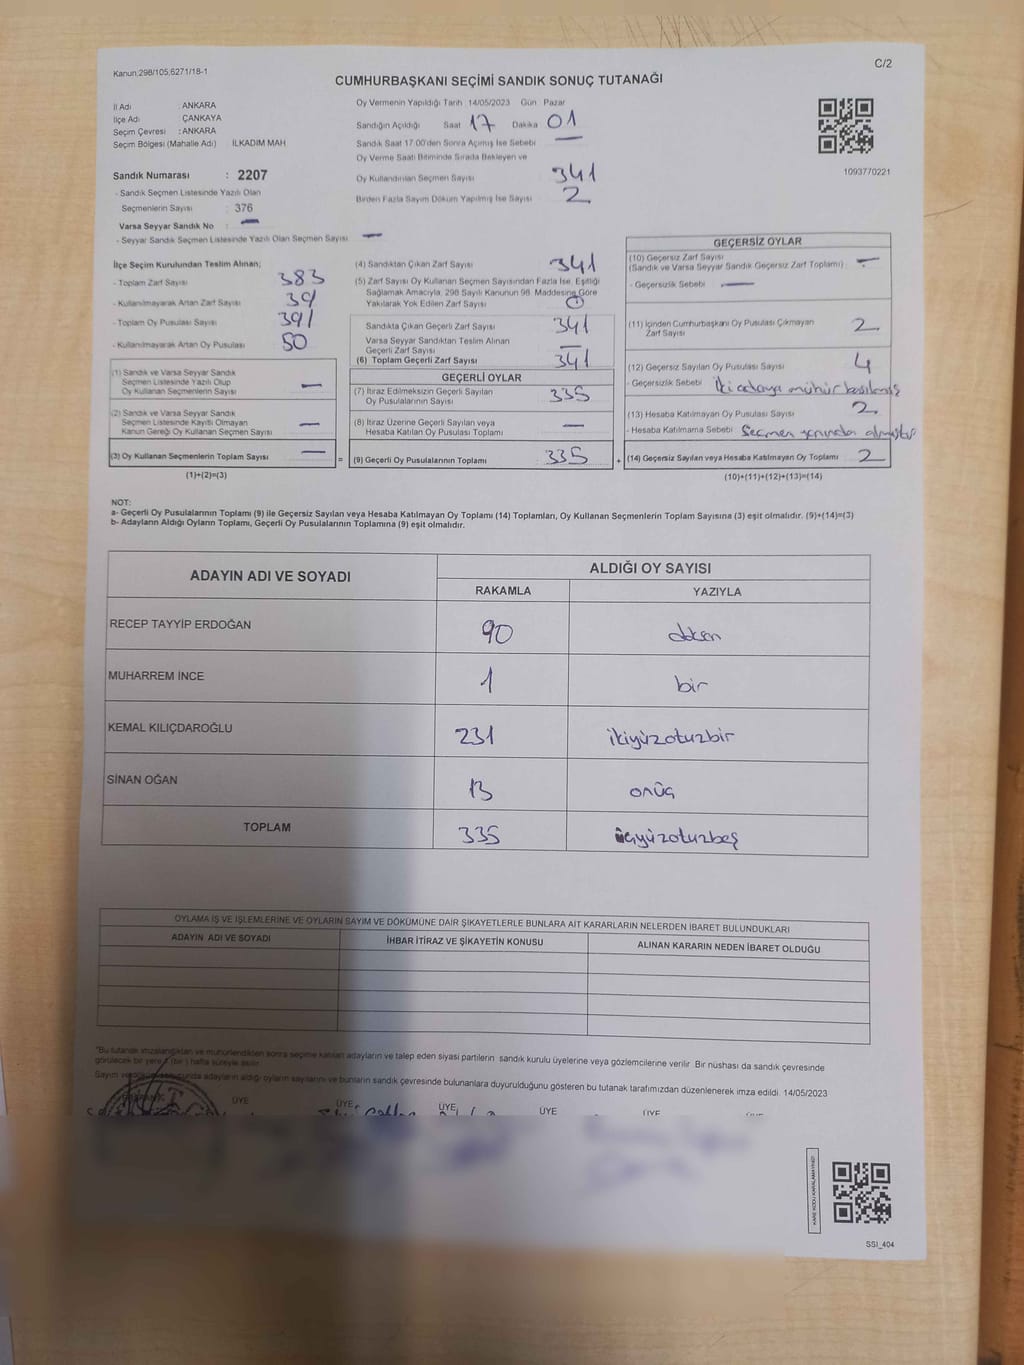 Kanun:298/105,6271/18-1
C/2
CUMHURBAŞKANI SEÇİMİ SANDIK SONUÇ TUTANAĞI
İl Adı : ANKARA
İlçe Adı : ÇANKAYA
Seçim Çevresi : ANKARA
Seçim Bölgesi (Mahalle Adı) : İLKADIM MAH
Sandık Numarası : 2207
- Sandık Seçmen Listesinde Yazılı Olan
Seçmenlerin Sayısı : 376
Varsa Seyyar Sandık No : —
- Seyyar Sandık Seçmen Listesinde Yazılı Olan Seçmen Sayısı —
Oy Vermenin Yapıldığı Tarih :14/05/2023 Gün Pazar
Sandığın Açıldığı Saat 17 Dakika 01
Sandık Saat 17:00'den Sonra Açımış İse Sebebi —
Oy Verme Saati Bitiminde Sırada Bekleyen ve
Oy Kullandırılan Seçmen Sayısı 341
Birden Fazla Sayım Döküm Yapılmış İse Sayısı 2
1093770221
İlçe Seçim Kurulundan Teslim Alınan;
- Toplam Zarf Sayısı 383
- Kullanılmayarak Artan Zarf Sayısı 39
- Toplam Oy Pusulası Sayısı 391
- Kullanılmayarak Artan Oy Pusulası 50
(1) Sandık ve Varsa Seyyar Sandık
Seçmen Listesinde Yazılı Olup
Oy Kullanan Seçmenlerin Sayısı —
(2) Sandık ve Varsa Seyyar Sandık
Seçmen Listesinde Kayıtlı Olmayan
Kanun Gereği Oy Kullanan Seçmen Sayısı —
(3) Oy Kullanan Seçmenlerin Toplam Sayısı —
(1)+(2)=(3)
(4) Sandıktan Çıkan Zarf Sayısı 341
(5) Zarf Sayısı Oy Kullanan Seçmen Sayısından Fazla İse, Eşitliği
Sağlamak Amacıyla, 298 Sayılı Kanunun 98. Maddesine Göre
Yakılarak Yok Edilen Zarf Sayısı
Sandıkta Çıkan Geçerli Zarf Sayısı 341
Varsa Seyyar Sandıktan Teslim Alınan
Geçerli Zarf Sayısı —
(6) Toplam Geçerli Zarf Sayısı 341
GEÇERLİ OYLAR
(7) İtiraz Edilmeksizin Geçerli Sayılan
Oy Pusulalarının Sayısı 335
(8) İtiraz Üzerine Geçerli Sayılan veya
Hesaba Katılan Oy Pusulası Toplamı —
= (9) Geçerli Oy Pusulalarının Toplamı 335
GEÇERSİZ OYLAR
(10) Geçersiz Zarf Sayısı
(Sandık ve Varsa Seyyar Sandık Geçersiz Zarf Toplamı) : —
- Geçersizlik Sebebi : —
(11) İçinden Cumhurbaşkanı Oy Pusulası Çıkmayan
Zarf Sayısı 2
(12) Geçersiz Sayılan Oy Pusulası Sayısı 4
- Geçersizlik Sebebi İki adaya mühür basılmış
(13) Hesaba Katılmayan Oy Pusulası Sayısı 2
- Hesaba Katılmama Sebebi Seçmen yanında almıştır
+ (14) Geçersiz Sayılan veya Hesaba Katılmayan Oy Toplamı 2
(10)+(11)+(12)+(13)=(14)
NOT:
a- Geçerli Oy Pusulalarının Toplamı (9) ile Geçersiz Sayılan veya Hesaba Katılmayan Oy Toplamı (14) Toplamları, Oy Kullanan Seçmenlerin Toplam Sayısına (3) eşit olmalıdır. (9)+(14)=(3)
b- Adayların Aldığı Oyların Toplamı, Geçerli Oy Pusulalarının Toplamına (9) eşit olmalıdır.
ADAYIN ADI VE SOYADI ALDIĞI OY SAYISI
RAKAMLA YAZIYLA
RECEP TAYYİP ERDOĞAN 90
MUHARREM İNCE 1 bir
KEMAL KILIÇDAROĞLU 231 ikiyüzotuzbir
SİNAN OĞAN 13 onüç
TOPLAM 335 üçyüzotuzbeş
OYLAMA İŞ VE İŞLEMLERİNE VE OYLARIN SAYIM VE DÖKÜMÜNE DAİR ŞİKAYETLERLE BUNLARA AİT KARARLARIN NELERDEN İBARET BULUNDUKLARI
ADAYIN ADI VE SOYADI İHBAR İTİRAZ VE ŞİKAYETİN KONUSU ALINAN KARARIN NEDEN İBARET OLDUĞU
"Bu tutanak imzalandıktan ve mühürlendikten sonra seçime katılan adayların ve talep eden siyasi partilerin sandık kurulu üyelerine veya gözlemcilerine verilir. Bir nüshası da sandık çevresinde
görülecek bir yere 1 (bir) hafta süreyle asılır.
Sayım ve sonucunda adayların aldığı oyların sayılarını ve bunların sandık çevresinde bulunanlara duyurulduğunu gösteren bu tutanak tarafımızdan düzenlenerek imza edildi. 14/05/2023
ÜYE ÜYE ÜYE ÜYE ÜYE
KARE KODU KARALAMAYINIZ!
SSI_404